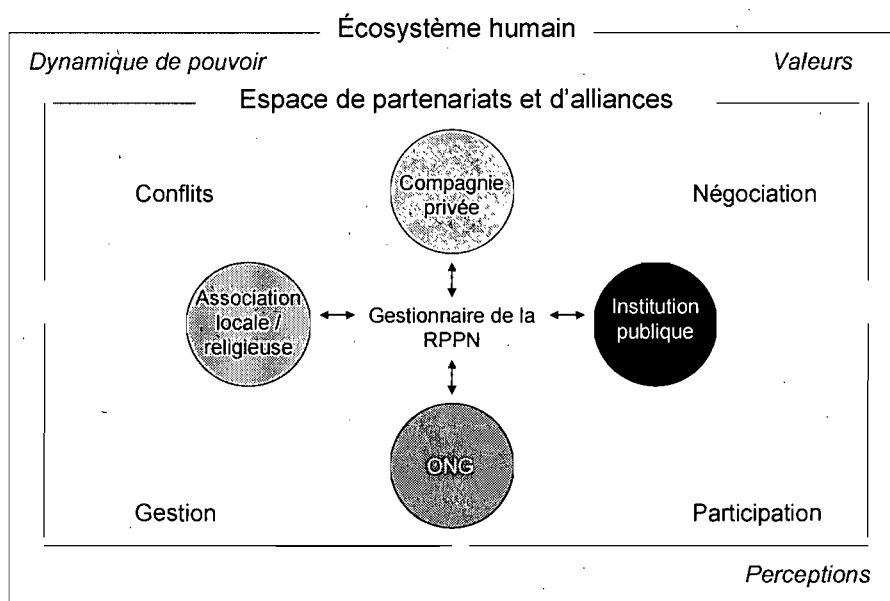 Écosystème humain
Dynamique de pouvoir
Valeurs
Espace de partenariats et d'alliances
Conflits
Compagnie
privée
Négociation
Association
locale /
religieuse
Gestionnaire de la
RPPN
Institution
publique
ONG
Gestion
Participation
Perceptions